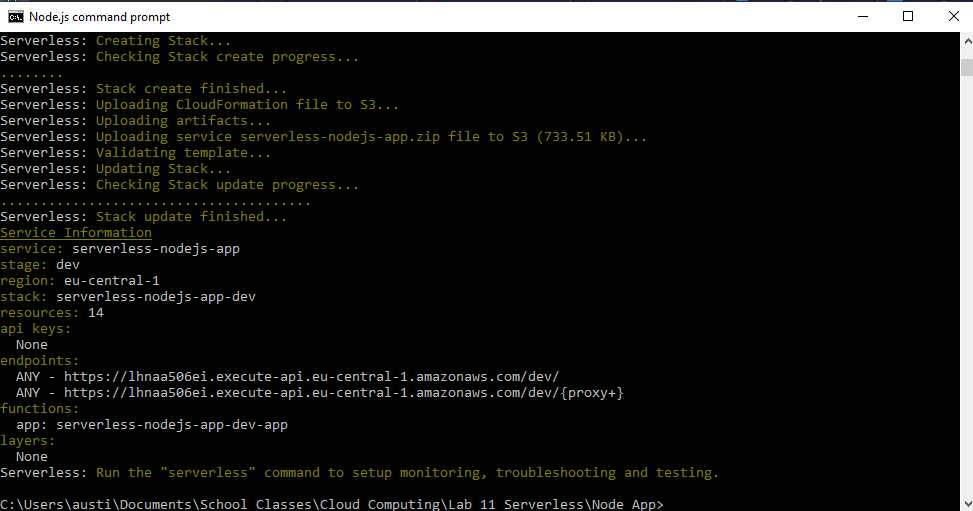 Node.js command prompt
Serverless: Creating Stack...
Serverless: Checking Stack create progress...
........
Serverless: Stack create finished...
Serverless: Uploading CloudFormation file to S3...
Serverless: Uploading artifacts...
Serverless: Uploading service serverless-nodejs-app.zip file to S3 (733.51 KB)...
Serverless: Validating template...
Serverless: Updating Stack...
Serverless: Checking Stack update progress...
.......................................
Serverless: Stack update finished...
Service Information
service: serverless-nodejs-app
stage: dev
region: eu-central-1
stack: serverless-nodejs-app-dev
resources: 14
api keys:
  None
endpoints:
  ANY - https://lhnaa506ei.execute-api.eu-central-1.amazonaws.com/dev/
  ANY - https://lhnaa506ei.execute-api.eu-central-1.amazonaws.com/dev/{proxy+}
functions:
  app: serverless-nodejs-app-dev-app
layers:
  None
Serverless: Run the "serverless" command to setup monitoring, troubleshooting and testing.
C:\Users\austi\Documents\School Classes\Cloud Computing\Lab 11 Serverless\Node App>